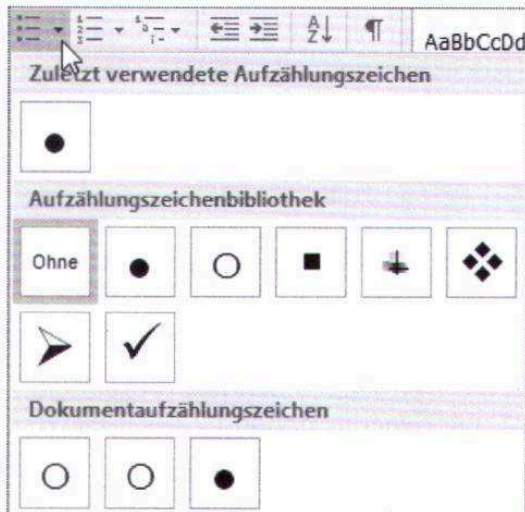 AaBbCcDd
Zuletzt verwendete Aufzählungszeichen
Aufzählungszeichenbibliothek
Ohne
Dokumentaufzählungszeichen